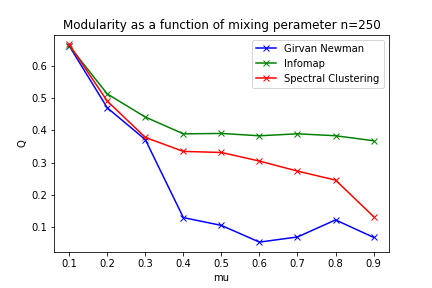 Modularity as a function of mixing perameter n=250
Girvan Newman
Infomap
Spectral Clustering
Q
0.6
0.5
0.4
0.3
0.2
0.1
0.1 0.2 0.3 0.4 0.5 0.6 0.7 0.8 0.9
mu